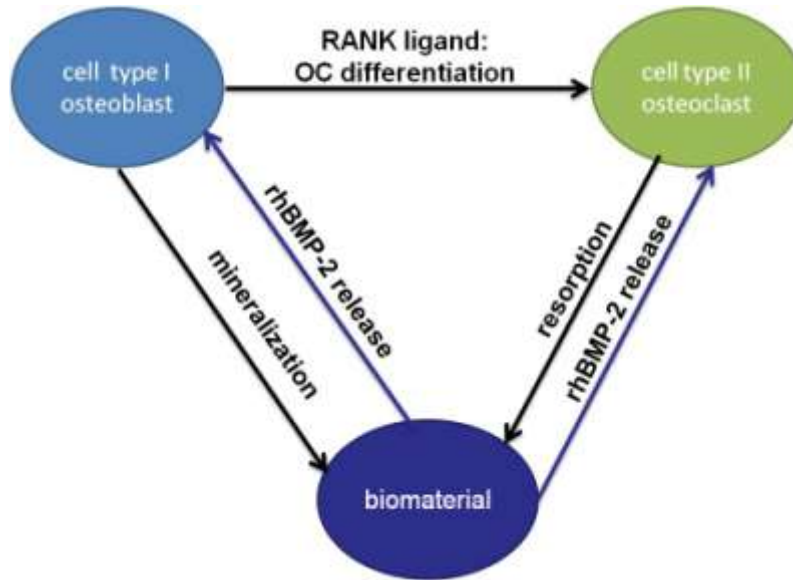 RANK ligand:
OC differentiation
cell type I
osteoblast
cell type II
osteoclast
rhBMP-2 release
mineralization
resorption
rhBMP-2 release
biomaterial